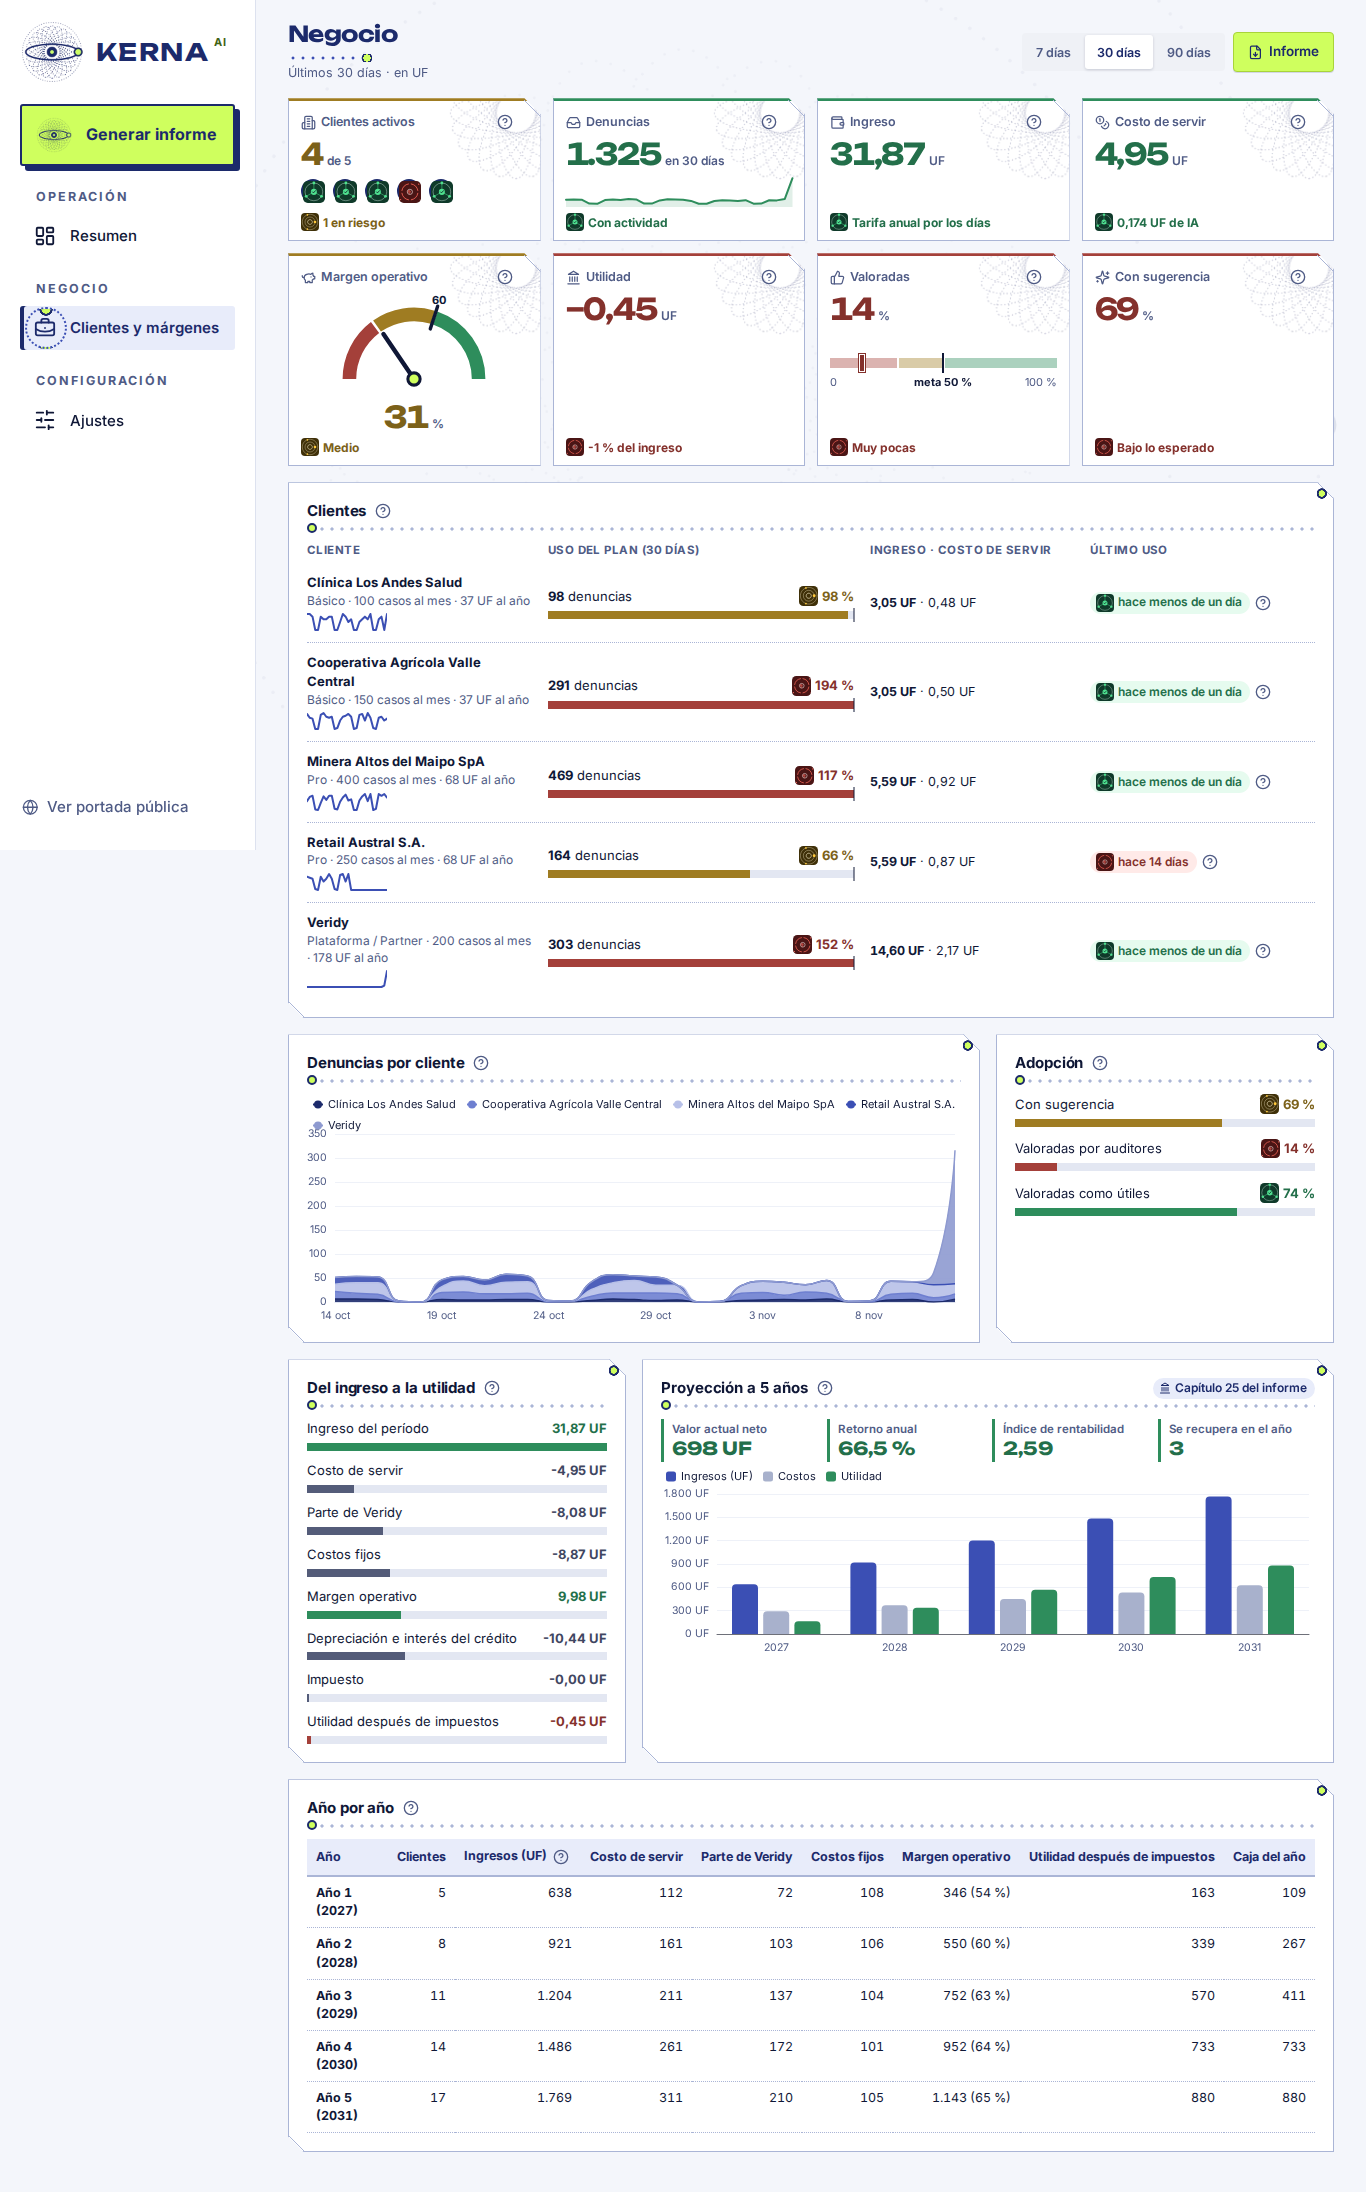 KERNA AI
Generar informe
OPERACIÓN
Resumen
NEGOCIO
Clientes y márgenes
CONFIGURACIÓN
Ajustes
Ver portada pública
Negocio
Últimos 30 días · en UF
7 días
30 días
90 días
Informe
Clientes activos
4 de 5
1 en riesgo
Denuncias
1.325 en 30 días
Con actividad
Ingreso
31,87 UF
Tarifa anual por los días
Costo de servir
4,95 UF
0,174 UF de IA
Margen operativo
60
31 %
Medio
Utilidad
−0,45 UF
-1 % del ingreso
Valoradas
14 %
0 meta 50 % 100 %
Muy pocas
Con sugerencia
69 %
Bajo lo esperado
Clientes
CLIENTE USO DEL PLAN (30 DÍAS) INGRESO · COSTO DE SERVIR ÚLTIMO USO
Clínica Los Andes Salud
Básico · 100 casos al mes · 37 UF al año
98 denuncias 98 %
3,05 UF · 0,48 UF
hace menos de un día
Cooperativa Agrícola Valle
Central
Básico · 150 casos al mes · 37 UF al año
291 denuncias 194 %
3,05 UF · 0,50 UF
hace menos de un día
Minera Altos del Maipo SpA
Pro · 400 casos al mes · 68 UF al año
469 denuncias 117 %
5,59 UF · 0,92 UF
hace menos de un día
Retail Austral S.A.
Pro · 250 casos al mes · 68 UF al año
164 denuncias 66 %
5,59 UF · 0,87 UF
hace 14 días
Veridy
Plataforma / Partner · 200 casos al mes
· 178 UF al año
303 denuncias 152 %
14,60 UF · 2,17 UF
hace menos de un día
Denuncias por cliente
Clínica Los Andes Salud Cooperativa Agrícola Valle Central Minera Altos del Maipo SpA Retail Austral S.A.
Veridy
350
300
250
200
150
100
50
0
14 oct 19 oct 24 oct 29 oct 3 nov 8 nov
Adopción
Con sugerencia 69 %
Valoradas por auditores 14 %
Valoradas como útiles 74 %
Del ingreso a la utilidad
Ingreso del período 31,87 UF
Costo de servir -4,95 UF
Parte de Veridy -8,08 UF
Costos fijos -8,87 UF
Margen operativo 9,98 UF
Depreciación e interés del crédito -10,44 UF
Impuesto -0,00 UF
Utilidad después de impuestos -0,45 UF
Proyección a 5 años
Capítulo 25 del informe
Valor actual neto
698 UF
Retorno anual
66,5 %
Índice de rentabilidad
2,59
Se recupera en el año
3
Ingresos (UF) Costos Utilidad
1.800 UF
1.500 UF
1.200 UF
900 UF
600 UF
300 UF
0 UF
2027 2028 2029 2030 2031
Año por año
Año Clientes Ingresos (UF) Costo de servir Parte de Veridy Costos fijos Margen operativo Utilidad después de impuestos Caja del año
Año 1 (2027) 5 638 112 72 108 346 (54 %) 163 109
Año 2 (2028) 8 921 161 103 106 550 (60 %) 339 267
Año 3 (2029) 11 1.204 211 137 104 752 (63 %) 570 411
Año 4 (2030) 14 1.486 261 172 101 952 (64 %) 733 733
Año 5 (2031) 17 1.769 311 210 105 1.143 (65 %) 880 880